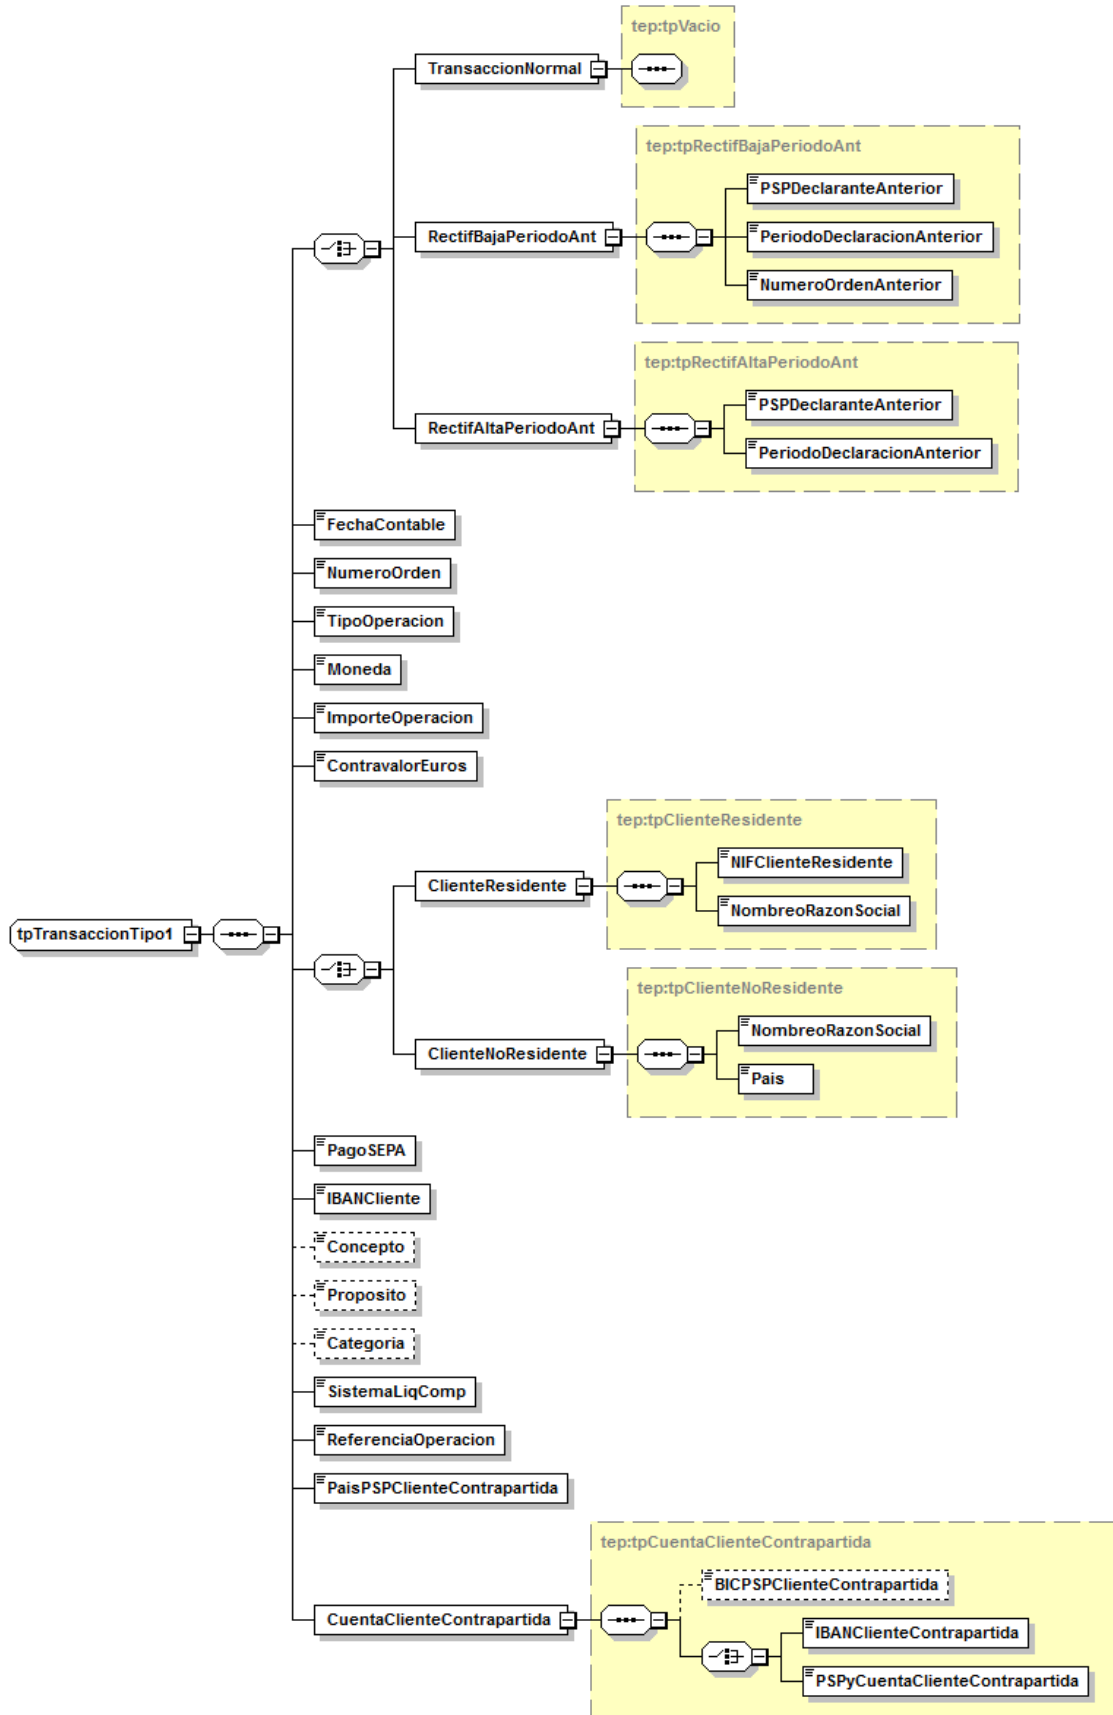 tep:tpVacio
TransaccionNormal
tep:tpRectifBajaPeriodoAnt
PSPDeclaranteAnterior
RectifBajaPeriodoAnt
PeriodoDeclaracionAnterior
NumeroOrdenAnterior
tep:tpRectifAltaPeriodoAnt
PSPDeclaranteAnterior
RectifAltaPeriodoAnt
PeriodoDeclaracionAnterior
FechaContable
NumeroOrden
TipoOperacion
Moneda
ImporteOperacion
ContravalorEuros
tep:tpClienteResidente
NIFClienteResidente
ClienteResidente
NombreoRazonSocial
tpTransaccionTipo1
tep:tpClienteNoResidente
NombreoRazonSocial
ClienteNoResidente
Pais
PagoSEPA
IBANCliente
Concepto
Proposito
Categoria
SistemaLiqComp
ReferenciaOperacion
PaisPSPClienteContrapartida
tep:tpCuentaClienteContrapartida
BICPSPClienteContrapartida
CuentaClienteContrapartida
IBANClienteContrapartida
PSPyCuentaClienteContrapartida